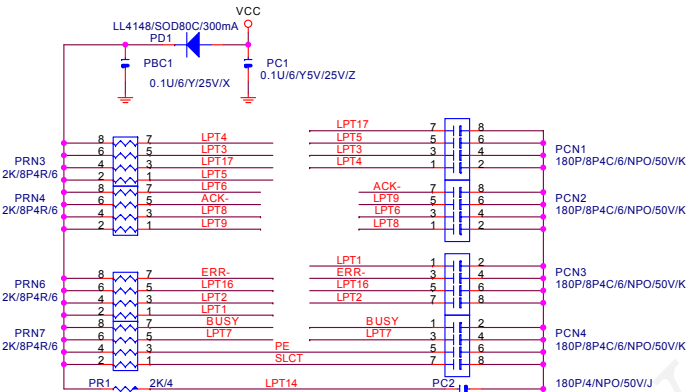 VCC
LL4148/SOD80C/300mA
PD1
PBC1
PC1
0.1U/6/Y/25V/X
0.1U/6/Y5V/25V/Z
LPT17
8 7 LPT4 LPT5 7 8
6 5 LPT3 LPT3 5 6 PCN1
PRN3 4 3 LPT17 LPT4 3 4 180P/8P4C/6/NPO/50V/K
2K/8P4R/6 2 1 LPT5 1 2
8 7 LPT6 ACK- 7 8
PRN4 6 5 ACK- LPT9 5 6 PCN2
2K/8P4R/6 4 3 LPT8 LPT6 3 4 180P/8P4C/6/NPO/50V/K
2 1 LPT9 LPT8 1 2
LPT1 1 2
8 7 ERR- ERR- 3 4 PCN3
PRN6 6 5 LPT16 LPT16 5 6 180P/8P4C/6/NPO/50V/K
2K/8P4R/6 4 3 LPT2 LPT2 7 8
2 1 LPT1
8 7 BUSY BUSY 1 2
PRN7 6 5 LPT7 LPT7 3 4 PCN4
2K/8P4R/6 4 3 PE 5 6 180P/8P4C/6/NPO/50V/K
2 1 SLCT 7 8
PR1 2K/4 LPT14 PC2 180P/4/NPO/50V/J